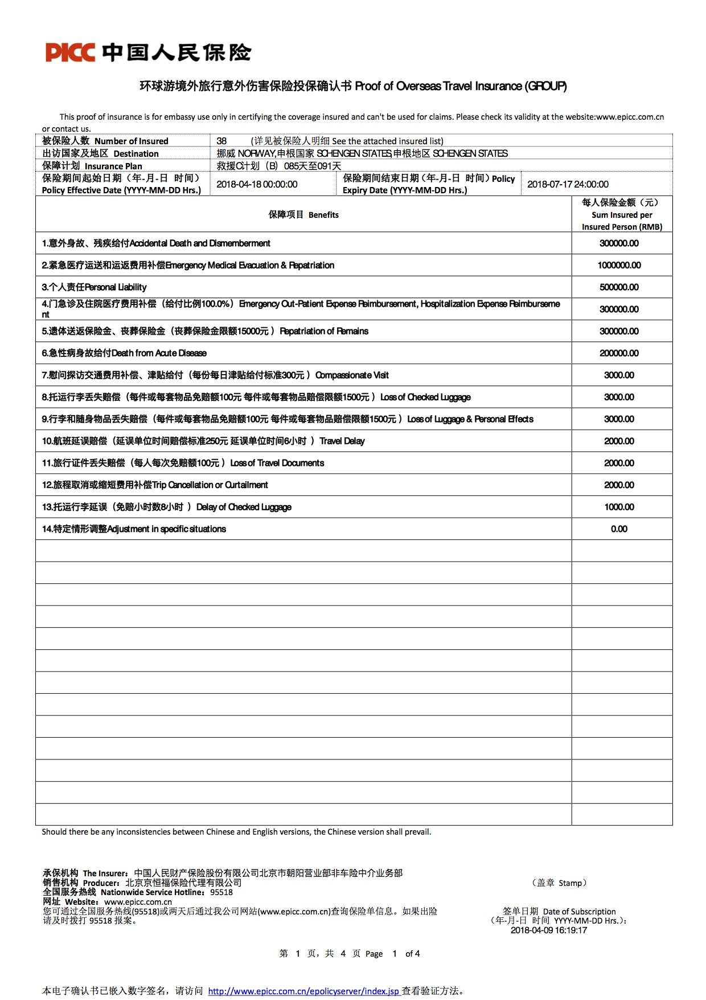 PICC 中国人民保险
环球游境外旅行意外伤害保险投保确认书 Proof of Overseas Travel Insurance (GROUP)
This proof of insurance is for embassy use only in certifying the coverage insured and can't be used for claims. Please check its validity at the website:www.epicc.com.cn
or contact us.
被保险人数 Number of Insured 38 (详见被保险人明细 See the attached insured list)
出访国家及地区 Destination 挪威 NORWAY,申根国家 SCHENGEN STATES,申根地区 SCHENGEN STATES
保障计划 Insurance Plan 救援C计划（B）085天至091天
保险期间起始日期（年-月-日 时间）
Policy Effective Date (YYYY-MM-DD Hrs.)
2018-04-18 00:00:00
保险期间结束日期（年-月-日 时间）Policy
Expiry Date (YYYY-MM-DD Hrs.)
2018-07-17 24:00:00
保障项目 Benefits
每人保险金额（元）
Sum Insured per
Insured Person (RMB)
1.意外身故、残疾给付Accidental Death and Dismemberment 300000.00
2.紧急医疗运送和运返费用补偿Emergency Medical Evacuation & Repatriation 1000000.00
3.个人责任Personal Liability 500000.00
4.门急诊及住院医疗费用补偿（给付比例100.0%）Emergency Out-Patient Expense Reimbursement, Hospitalization Expense Reimburseme
nt
300000.00
5.遗体送返保险金、丧葬保险金（丧葬保险金限额15000元 ）Repatriation of Remains 300000.00
6.急性病身故给付Death from Acute Disease 200000.00
7.慰问探访交通费用补偿、津贴给付（每份每日津贴给付标准300元 ）Compassionate Visit 3000.00
8.托运行李丢失赔偿（每件或每套物品免赔额100元 每件或每套物品赔偿限额1500元 ）Loss of Checked Luggage 3000.00
9.行李和随身物品丢失赔偿（每件或每套物品免赔额100元 每件或每套物品赔偿限额1500元 ）Loss of Luggage & Personal Effects 3000.00
10.航班延误赔偿（延误单位时间赔偿标准250元 延误单位时间6小时 ）Travel Delay 2000.00
11.旅行证件丢失赔偿（每人每次免赔额100元 ）Loss of Travel Documents 2000.00
12.旅程取消或缩短费用补偿Trip Cancellation or Curtailment 2000.00
13.托运行李延误（免赔小时数8小时 ）Delay of Checked Luggage 1000.00
14.特定情形调整Adjustment in specific situations 0.00
Should there be any inconsistencies between Chinese and English versions, the Chinese version shall prevail.
承保机构 The Insurer：中国人民财产保险股份有限公司北京市朝阳营业部非车险中介业务部
销售机构 Producer：北京京恒福保险代理有限公司
（盖章 Stamp）
全国服务热线 Nationwide Service Hotline：95518
网址 Website：www.epicc.com.cn
您可通过全国服务热线(95518)或两天后通过我公司网站(www.epicc.com.cn)查询保险单信息。如果出险
请及时拨打 95518 报案。
签单日期 Date of Subscription
（年-月-日 时间 YYYY-MM-DD Hrs.）：
2018-04-09 16:19:17
第 1 页，共 4 页 Page 1 of 4
本电子确认书已嵌入数字签名，请访问 http://www.epicc.com.cn/epolicyserver/index.jsp 查看验证方法。